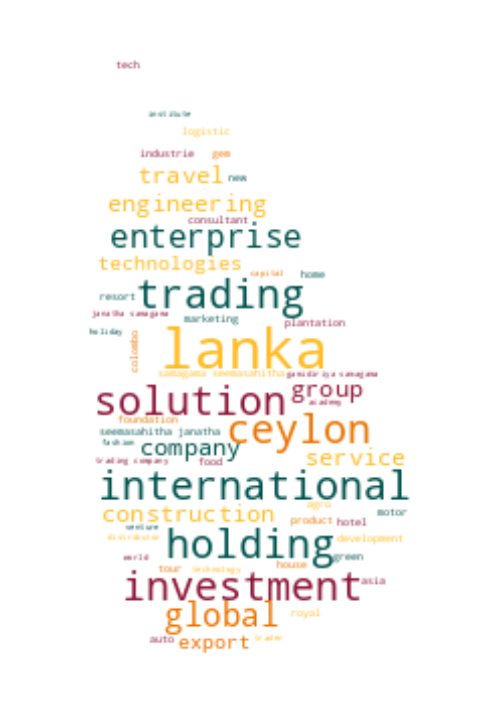 tech
institute
logistic
industrie gem
travel new
engineering
consultant
enterprise
technologies
capital home
resort trading
janatha samagama
marketing plantation
holiday
colombo
lanka
samagama seemasahitha gamidiriya samagama
solution group
academy
foundation
ceylon
seemasahitha janatha
fashion company
service
trading company food
international
agro
construction motor
product hotel
venture
distributor holding development
world green
tour technology house
investment asia
global royal
auto export trader